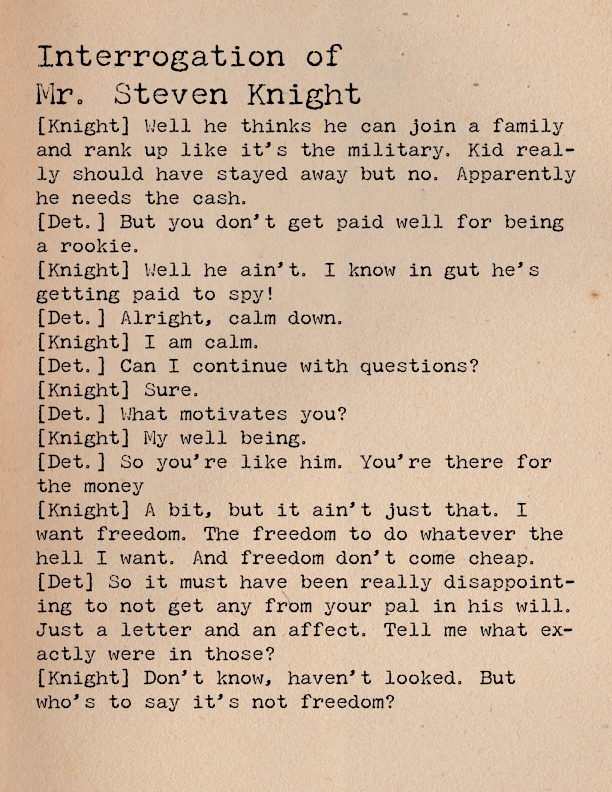 Interrogation of
Mr. Steven Knight
[Knight] Well he thinks he can join a family
and rank up like it's the military. Kid real-
ly should have stayed away but no. Apparently
he needs the cash.
[Det.] But you don't get paid well for being
a rookie.
[Knight] Well he ain't. I know in gut he's
getting paid to spy!
[Det.] Alright, calm down.
[Knight] I am calm.
[Det.] Can I continue with questions?
[Knight] Sure.
[Det.] What motivates you?
[Knight] My well being.
[Det.] So you're like him. You're there for
the money
[Knight] A bit, but it ain't just that. I
want freedom. The freedom to do whatever the
hell I want. And freedom don't come cheap.
[Det] So it must have been really disappoint-
ing to not get any from your pal in his will.
Just a letter and an affect. Tell me what ex-
actly were in those?
[Knight] Don't know, haven't looked. But
who's to say it's not freedom?